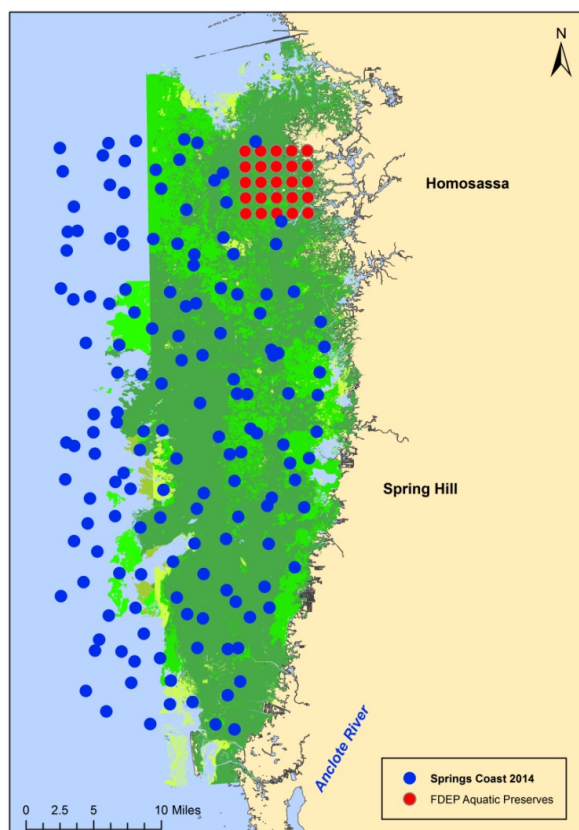 N
Homosassa
Spring Hill
Anclote River
Springs Coast 2014
FDEP Aquatic Preserves
0 2.5 5 10 Miles